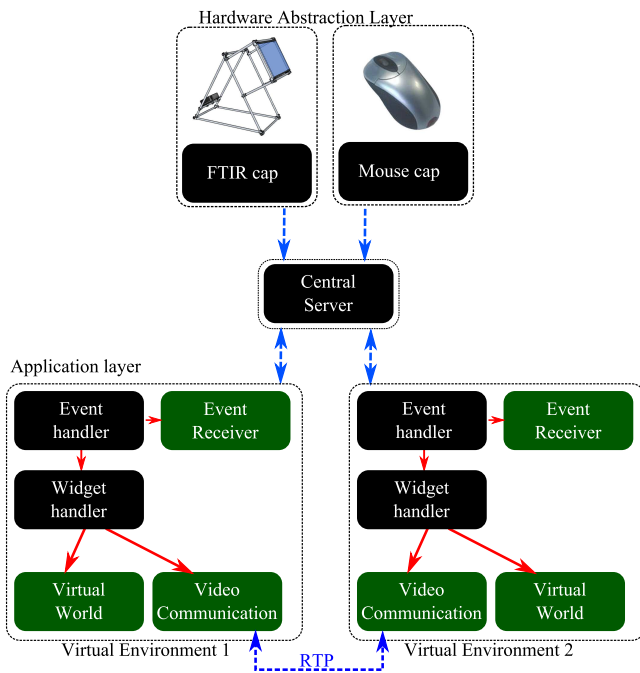 Hardware Abstraction Layer
FTIR cap
Mouse cap
Central
Server
Application layer
Event
handler
Event
Receiver
Widget
handler
Virtual
World
Video
Communication
Virtual Environment 1
Event
handler
Event
Receiver
Widget
handler
Video
Communication
Virtual
World
Virtual Environment 2
RTP